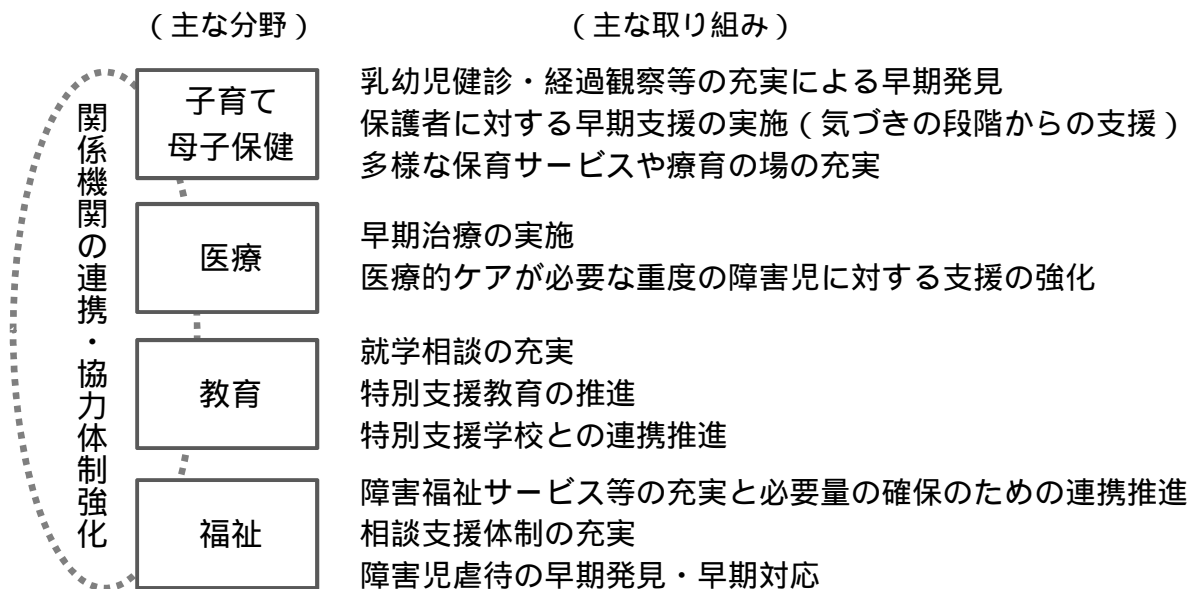 （主な分野）
（主な取り組み）
関係機関の連携・協力体制強化
子育て
母子保健
乳幼児健診・経過観察等の充実による早期発見
保護者に対する早期支援の実施（気づきの段階からの支援）
多様な保育サービスや療育の場の充実
医療
早期治療の実施
医療的ケアが必要な重度の障害児に対する支援の強化
教育
就学相談の充実
特別支援教育の推進
特別支援学校との連携推進
福祉
障害福祉サービス等の充実と必要量の確保のための連携推進
相談支援体制の充実
障害児虐待の早期発見・早期対応